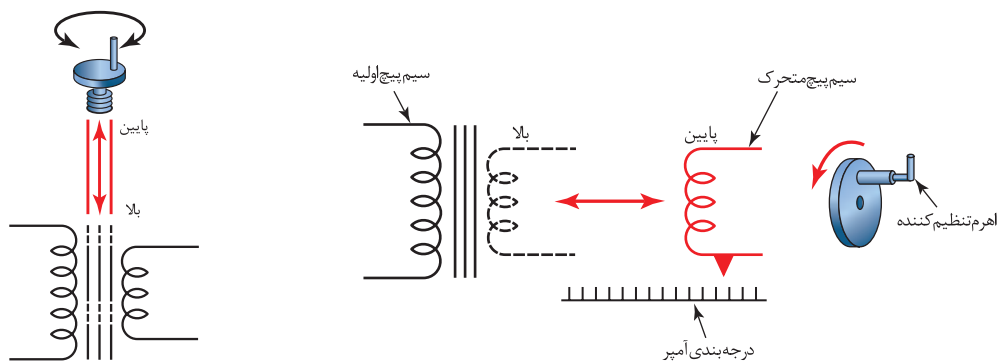 سیم‌پیچ اولیه
سیم‌پیچ متحرک
بالا
پایین
اهرم تنظیم‌کننده
درجه‌بندی آمپر
پایین
بالا